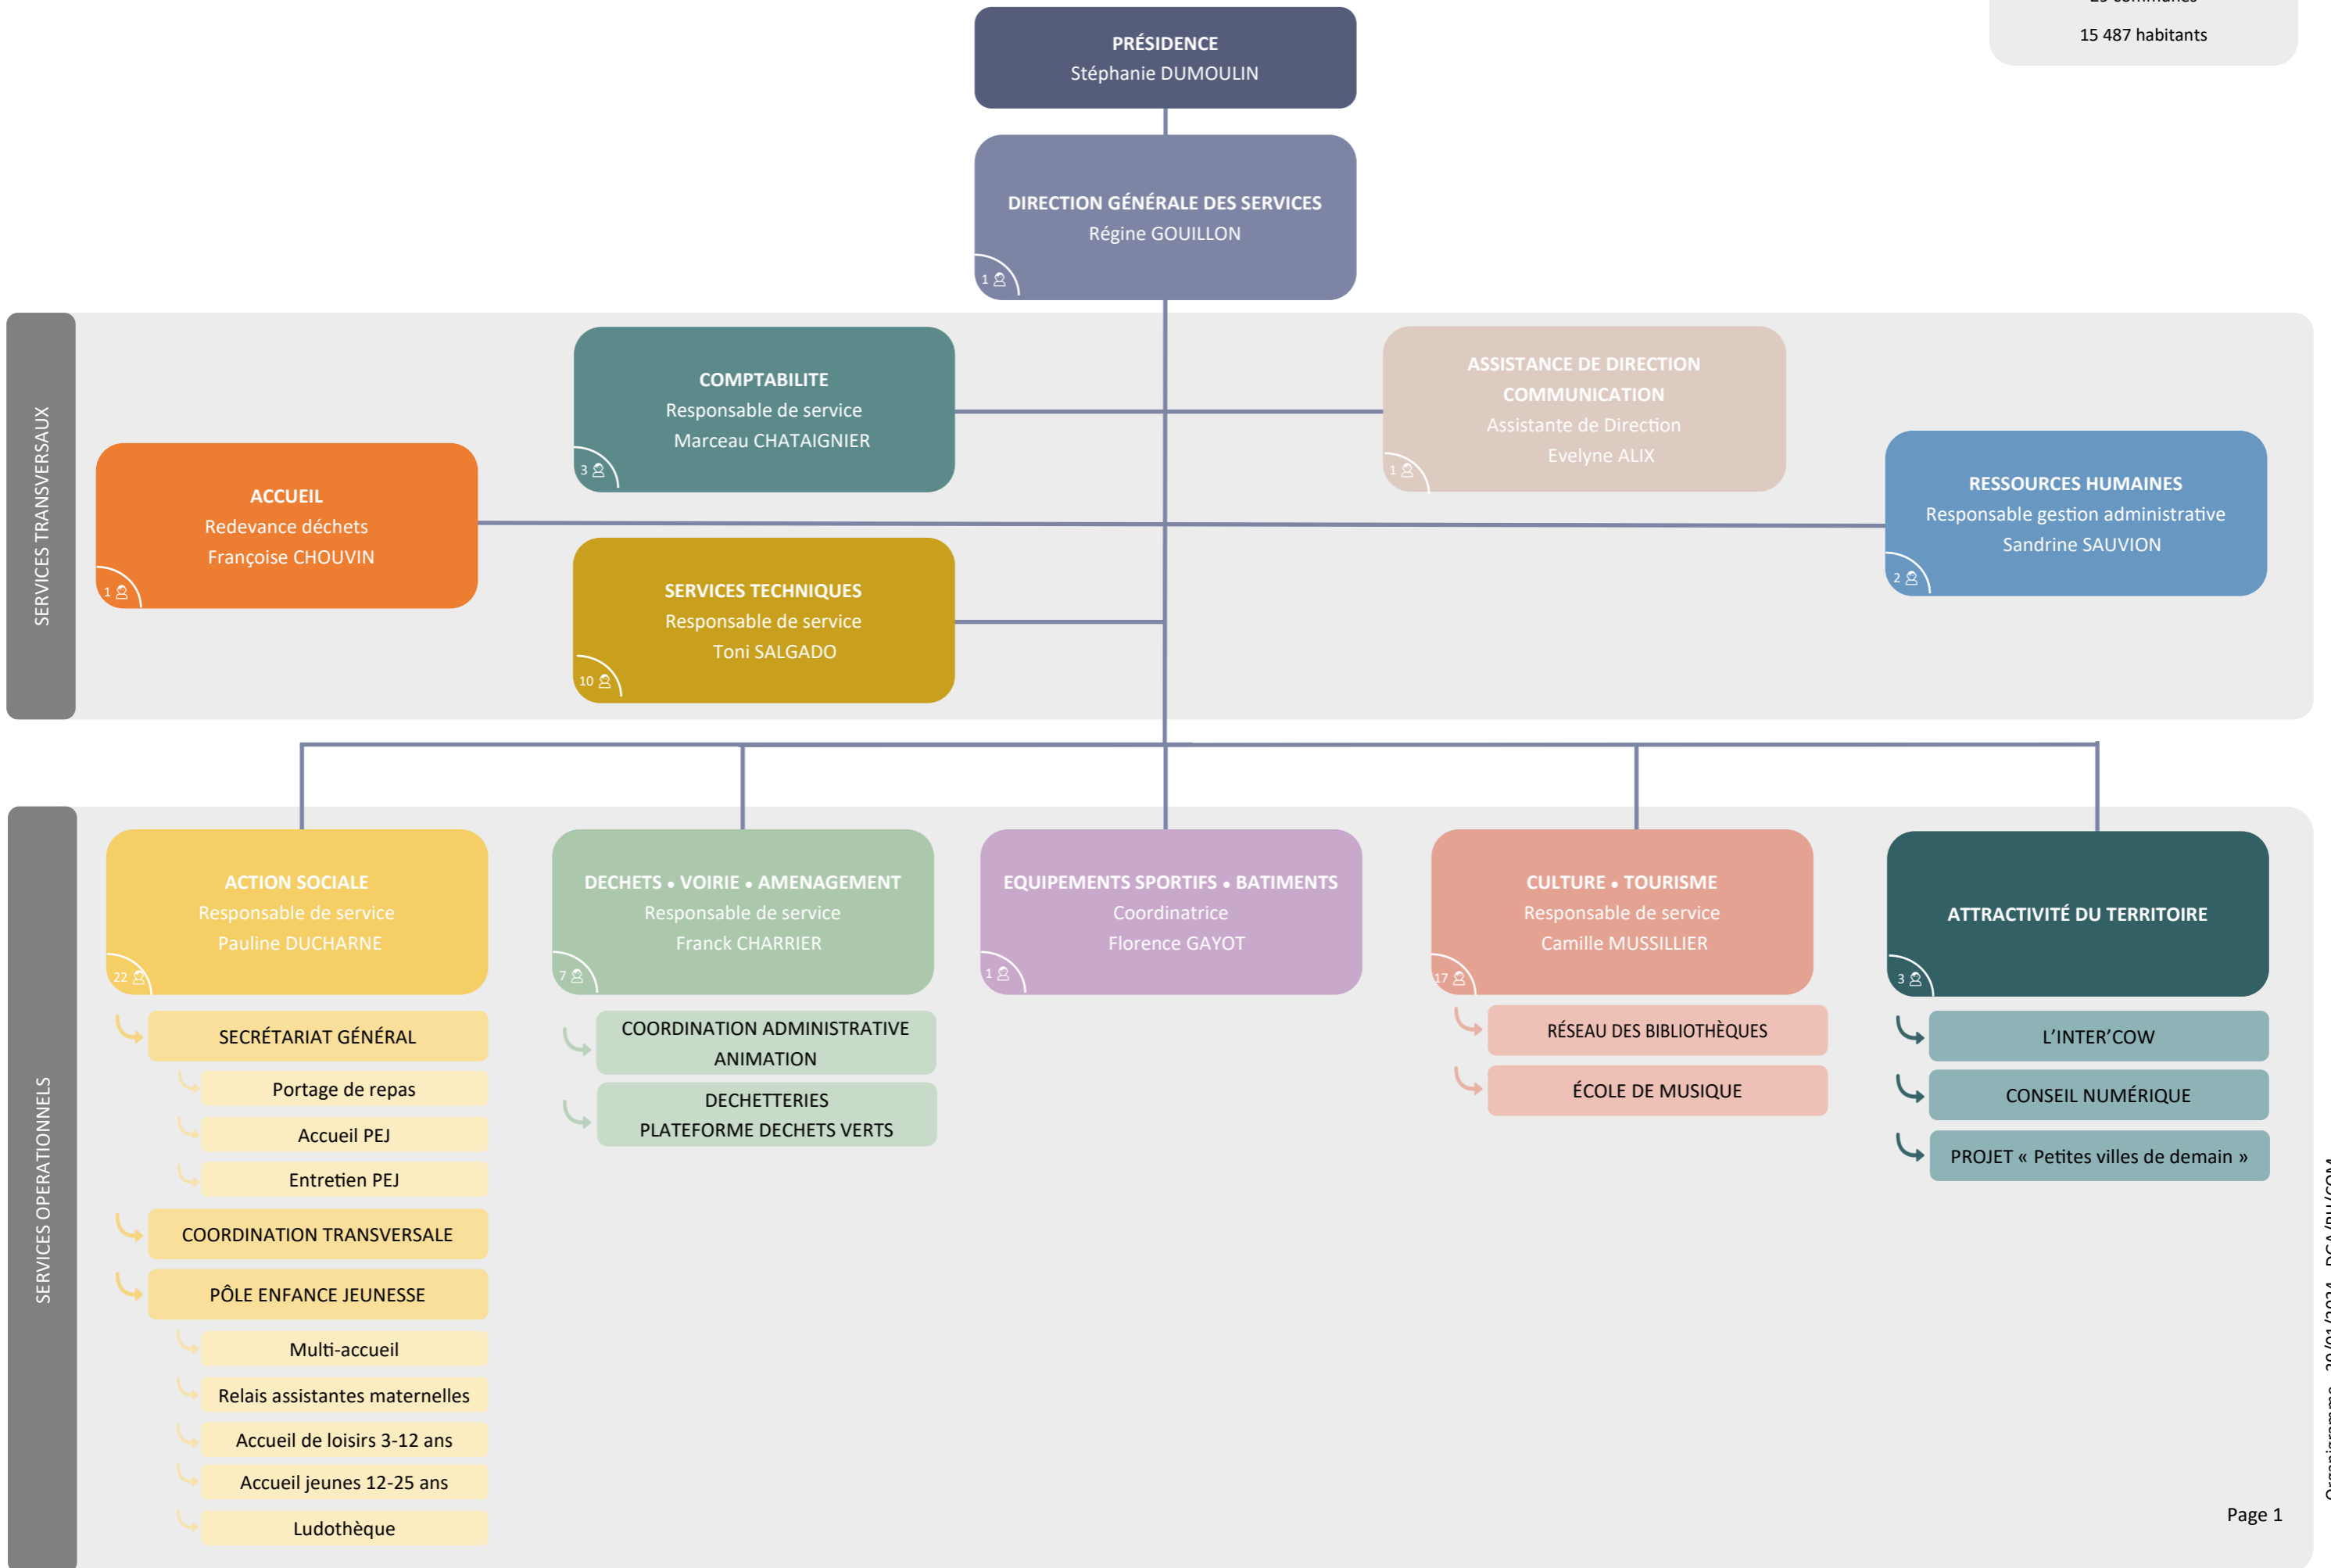 15 487 habitants
PRÉSIDENCE
Stéphanie DUMOULIN
DIRECTION GÉNÉRALE DES SERVICES
Régine GOUILLON
1
SERVICES TRANSVERSAUX
COMPTABILITE
Responsable de service
Marceau CHATAIGNIER
3
ASSISTANCE DE DIRECTION
COMMUNICATION
Assistante de Direction
Evelyne ALIX
1
ACCUEIL
Redevance déchets
Françoise CHOUVIN
1
RESSOURCES HUMAINES
Responsable gestion administrative
Sandrine SAUVION
2
SERVICES TECHNIQUES
Responsable de service
Toni SALGADO
10
SERVICES OPERATIONNELS
ACTION SOCIALE
Responsable de service
Pauline DUCHARNE
22
SECRÉTARIAT GÉNÉRAL
Portage de repas
Accueil PEJ
Entretien PEJ
COORDINATION TRANSVERSALE
PÔLE ENFANCE JEUNESSE
Multi-accueil
Relais assistantes maternelles
Accueil de loisirs 3-12 ans
Accueil jeunes 12-25 ans
Ludothèque
DECHETS • VOIRIE • AMENAGEMENT
Responsable de service
Franck CHARRIER
7
COORDINATION ADMINISTRATIVE
ANIMATION
DECHETTERIES
PLATEFORME DECHETS VERTS
EQUIPEMENTS SPORTIFS • BATIMENTS
Coordinatrice
Florence GAYOT
1
CULTURE • TOURISME
Responsable de service
Camille MUSSILLIER
17
RÉSEAU DES BIBLIOTHÈQUES
ÉCOLE DE MUSIQUE
ATTRACTIVITÉ DU TERRITOIRE
3
L'INTER'COW
CONSEIL NUMÉRIQUE
PROJET « Petites villes de demain »
Page 1